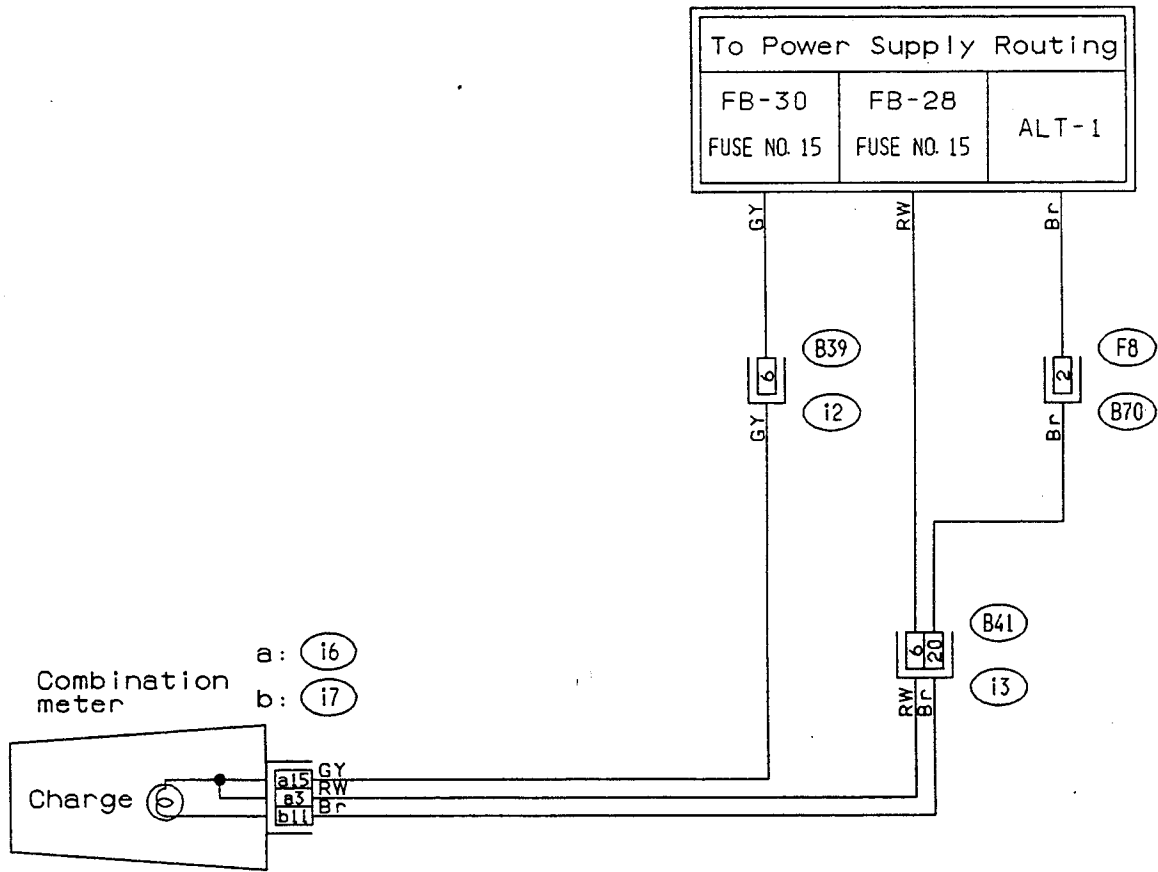 To Power Supply Routing
FB-30
FUSE NO. 15
FB-28
FUSE NO. 15
ALT-1
GY
RW
Br
6
B39
i2
2
F8
B70
GY
Br
6
20
B41
i3
RW
Br
a: i6
b: i7
Combination
meter
Charge
a15
a3
b11
GY
RW
Br